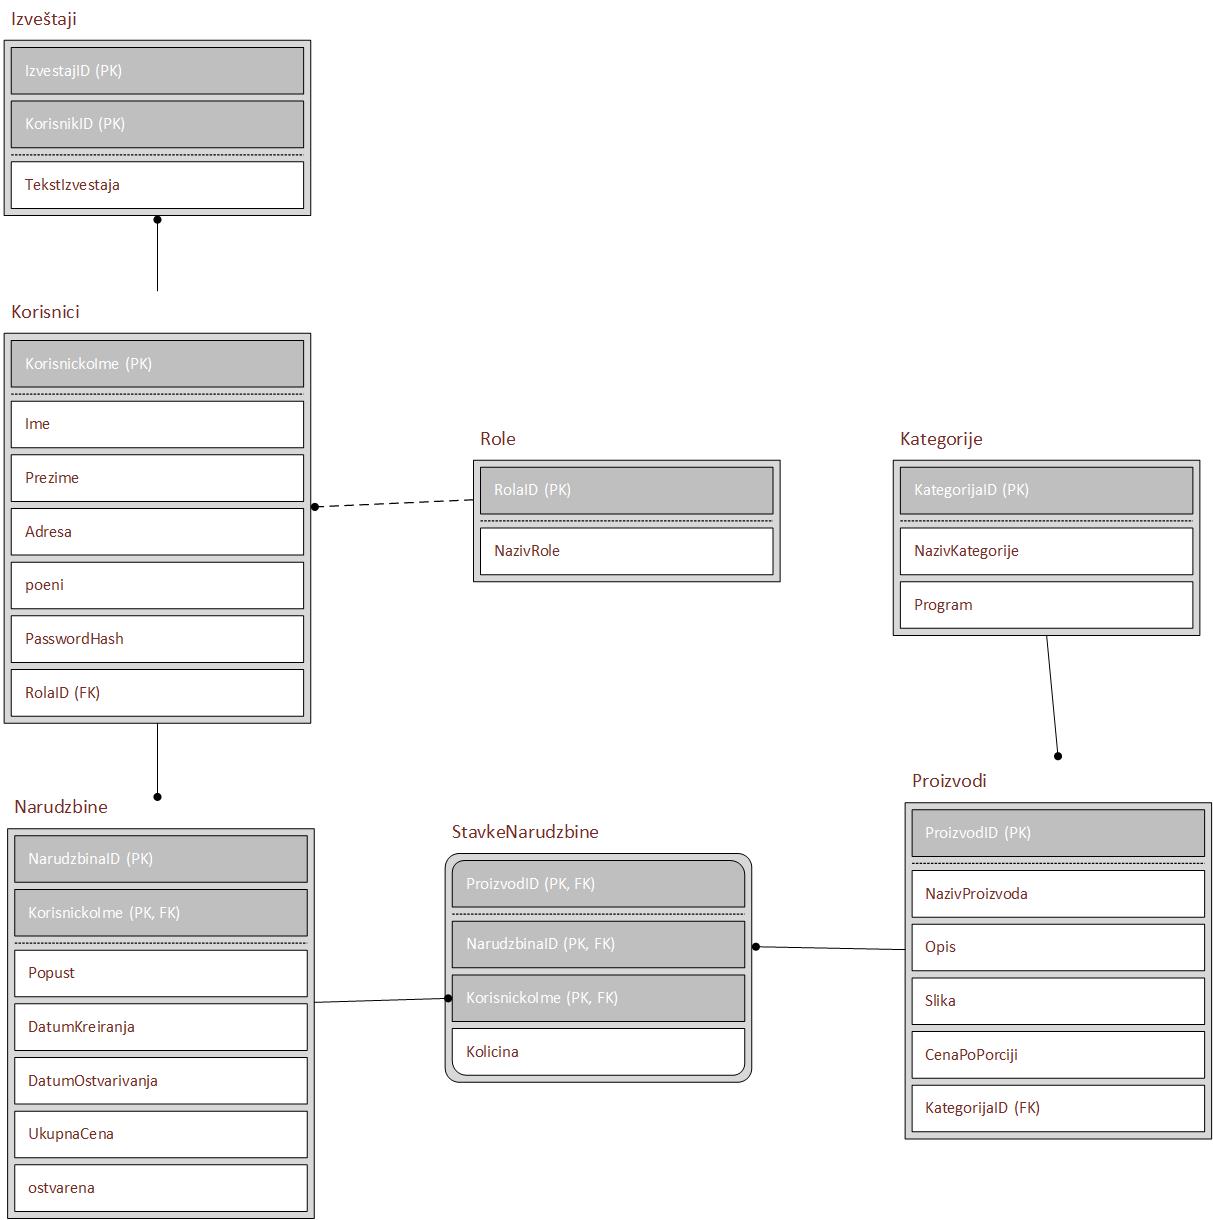 Izveštaji
IzvestajID (PK)
KorisnikID (PK)
TekstIzvestaja
Korisnici
KorisnickoIme (PK)
Ime
Prezime
Adresa
poeni
PasswordHash
RolaID (FK)
Role
RolaID (PK)
NazivRole
Kategorije
KategorijaID (PK)
NazivKategorije
Program
Narudzbine
NarudzbinaID (PK)
KorisnickoIme (PK, FK)
Popust
DatumKreiranja
DatumOstvarivanja
UkupnaCena
ostvarena
StavkeNarudzbine
ProizvodID (PK, FK)
NarudzbinaID (PK, FK)
KorisnickoIme (PK, FK)
Kolicina
Proizvodi
ProizvodID (PK)
NazivProizvoda
Opis
Slika
CenaPoPorciji
KategorijaID (FK)